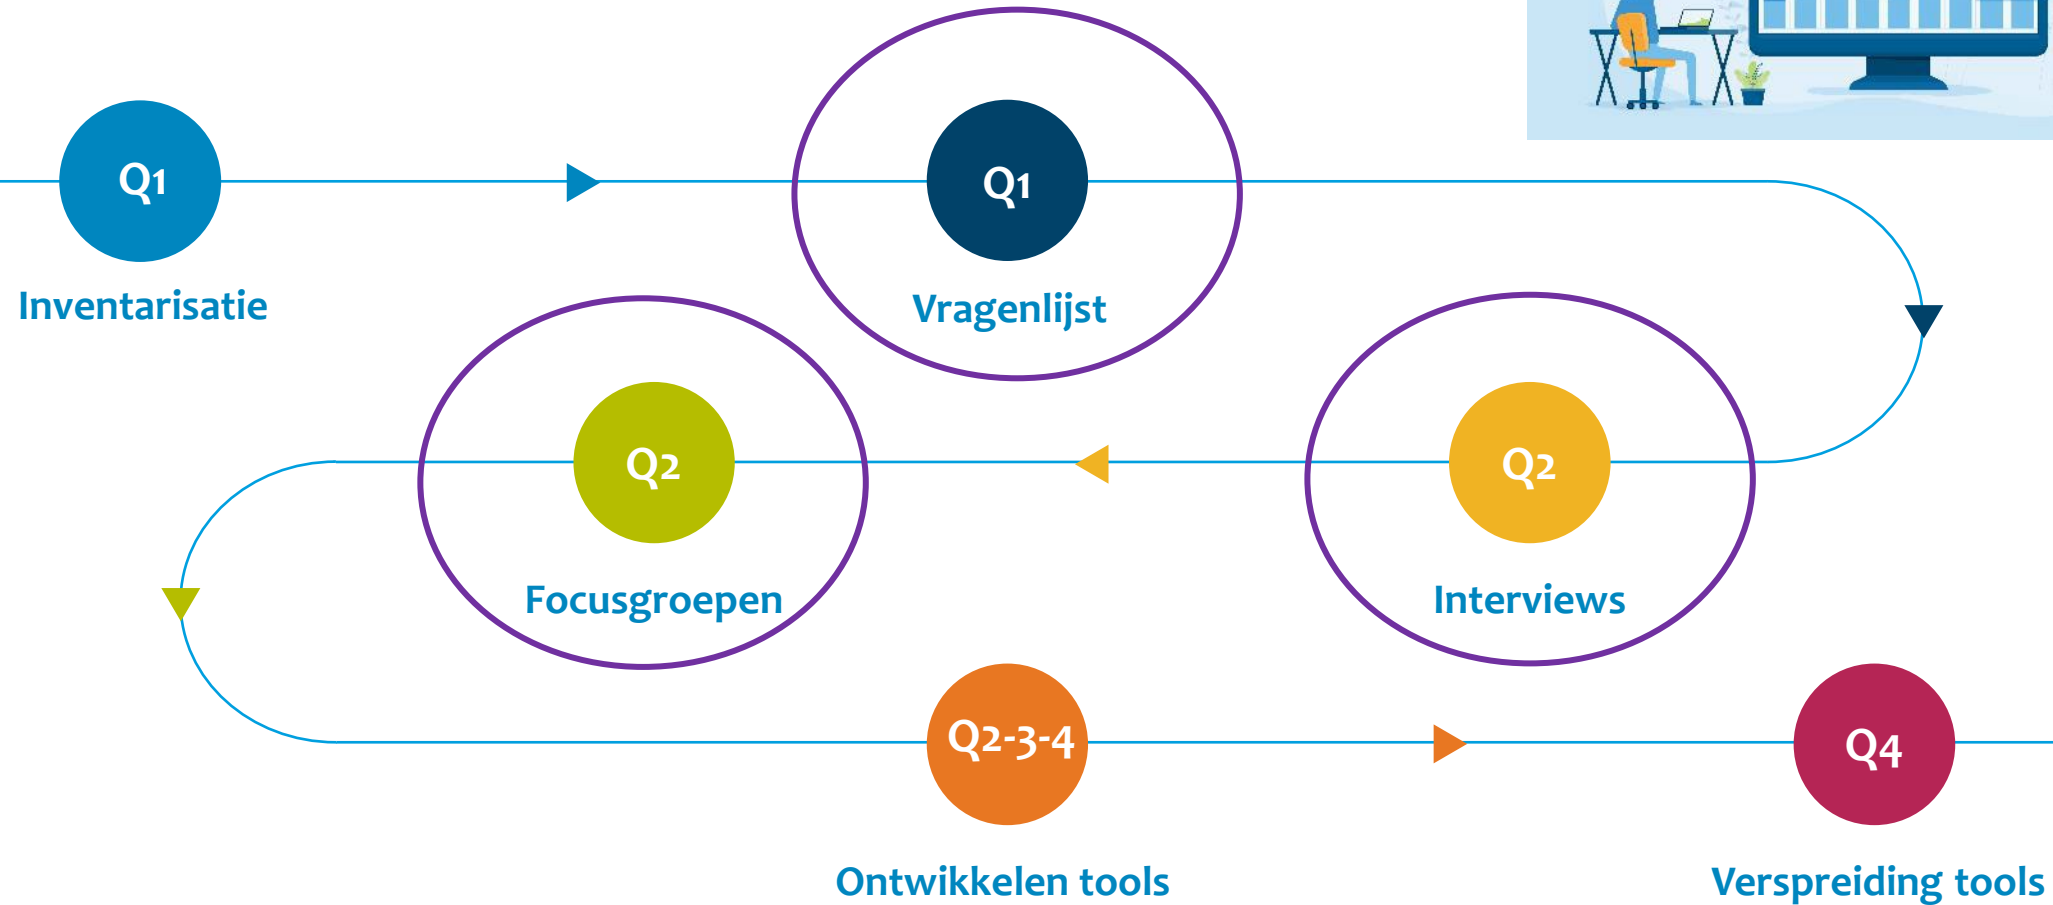 Q1
Inventarisatie
Q1
Vragenlijst
Q2
Interviews
Q2
Focusgroepen
Q2-3-4
Ontwikkelen tools
Q4
Verspreiding tools